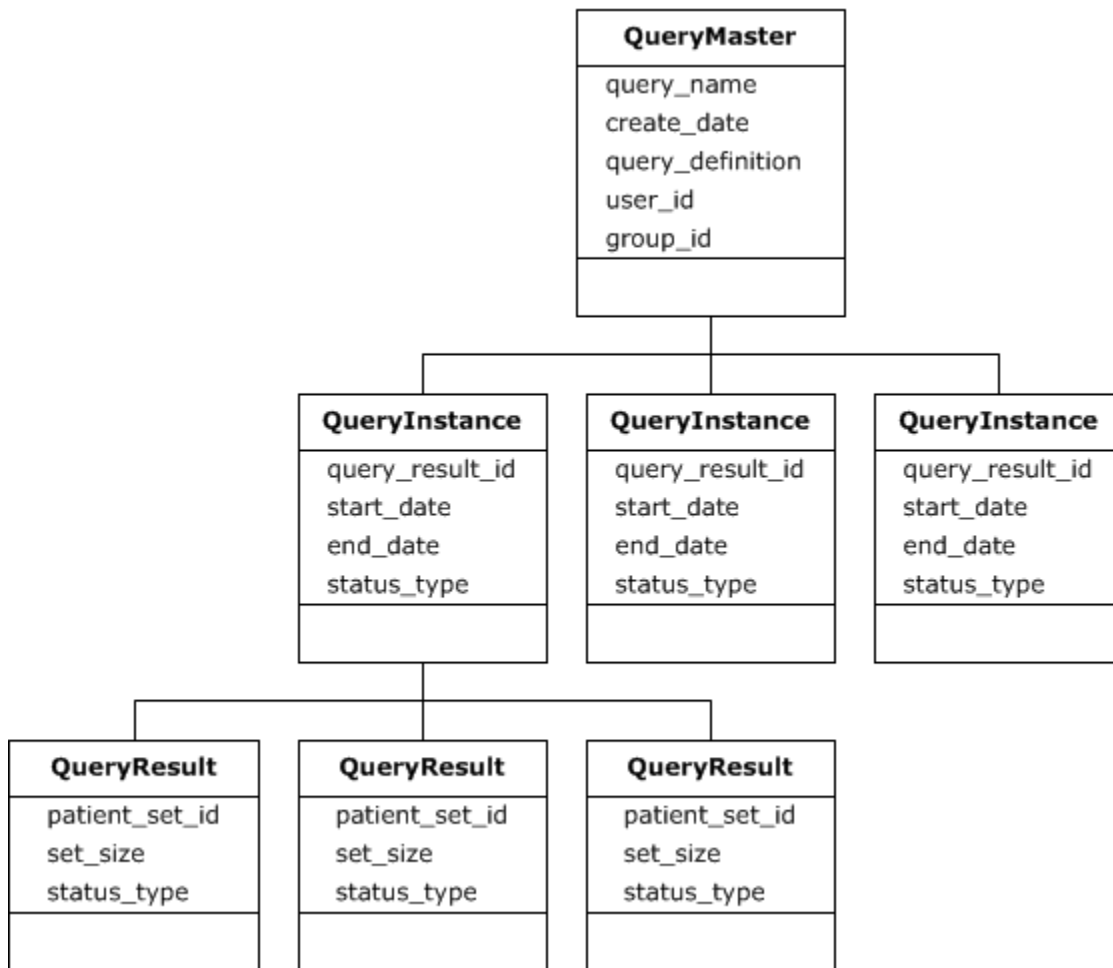 QueryMaster
query_name
create_date
query_definition
user_id
group_id
QueryInstance
query_result_id
start_date
end_date
status_type
QueryInstance
query_result_id
start_date
end_date
status_type
QueryInstance
query_result_id
start_date
end_date
status_type
QueryResult
patient_set_id
set_size
status_type
QueryResult
patient_set_id
set_size
status_type
QueryResult
patient_set_id
set_size
status_type